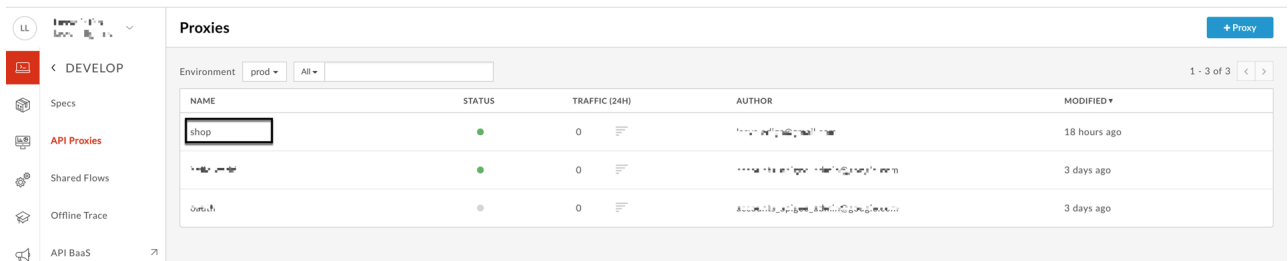 LL
Proxies
+ Proxy
DEVELOP
Environment prod All
1 - 3 of 3
Specs
NAME STATUS TRAFFIC (24H) AUTHOR MODIFIED
shop 0 18 hours ago
API Proxies
0 3 days ago
Shared Flows
0 3 days ago
Offline Trace
API BaaS